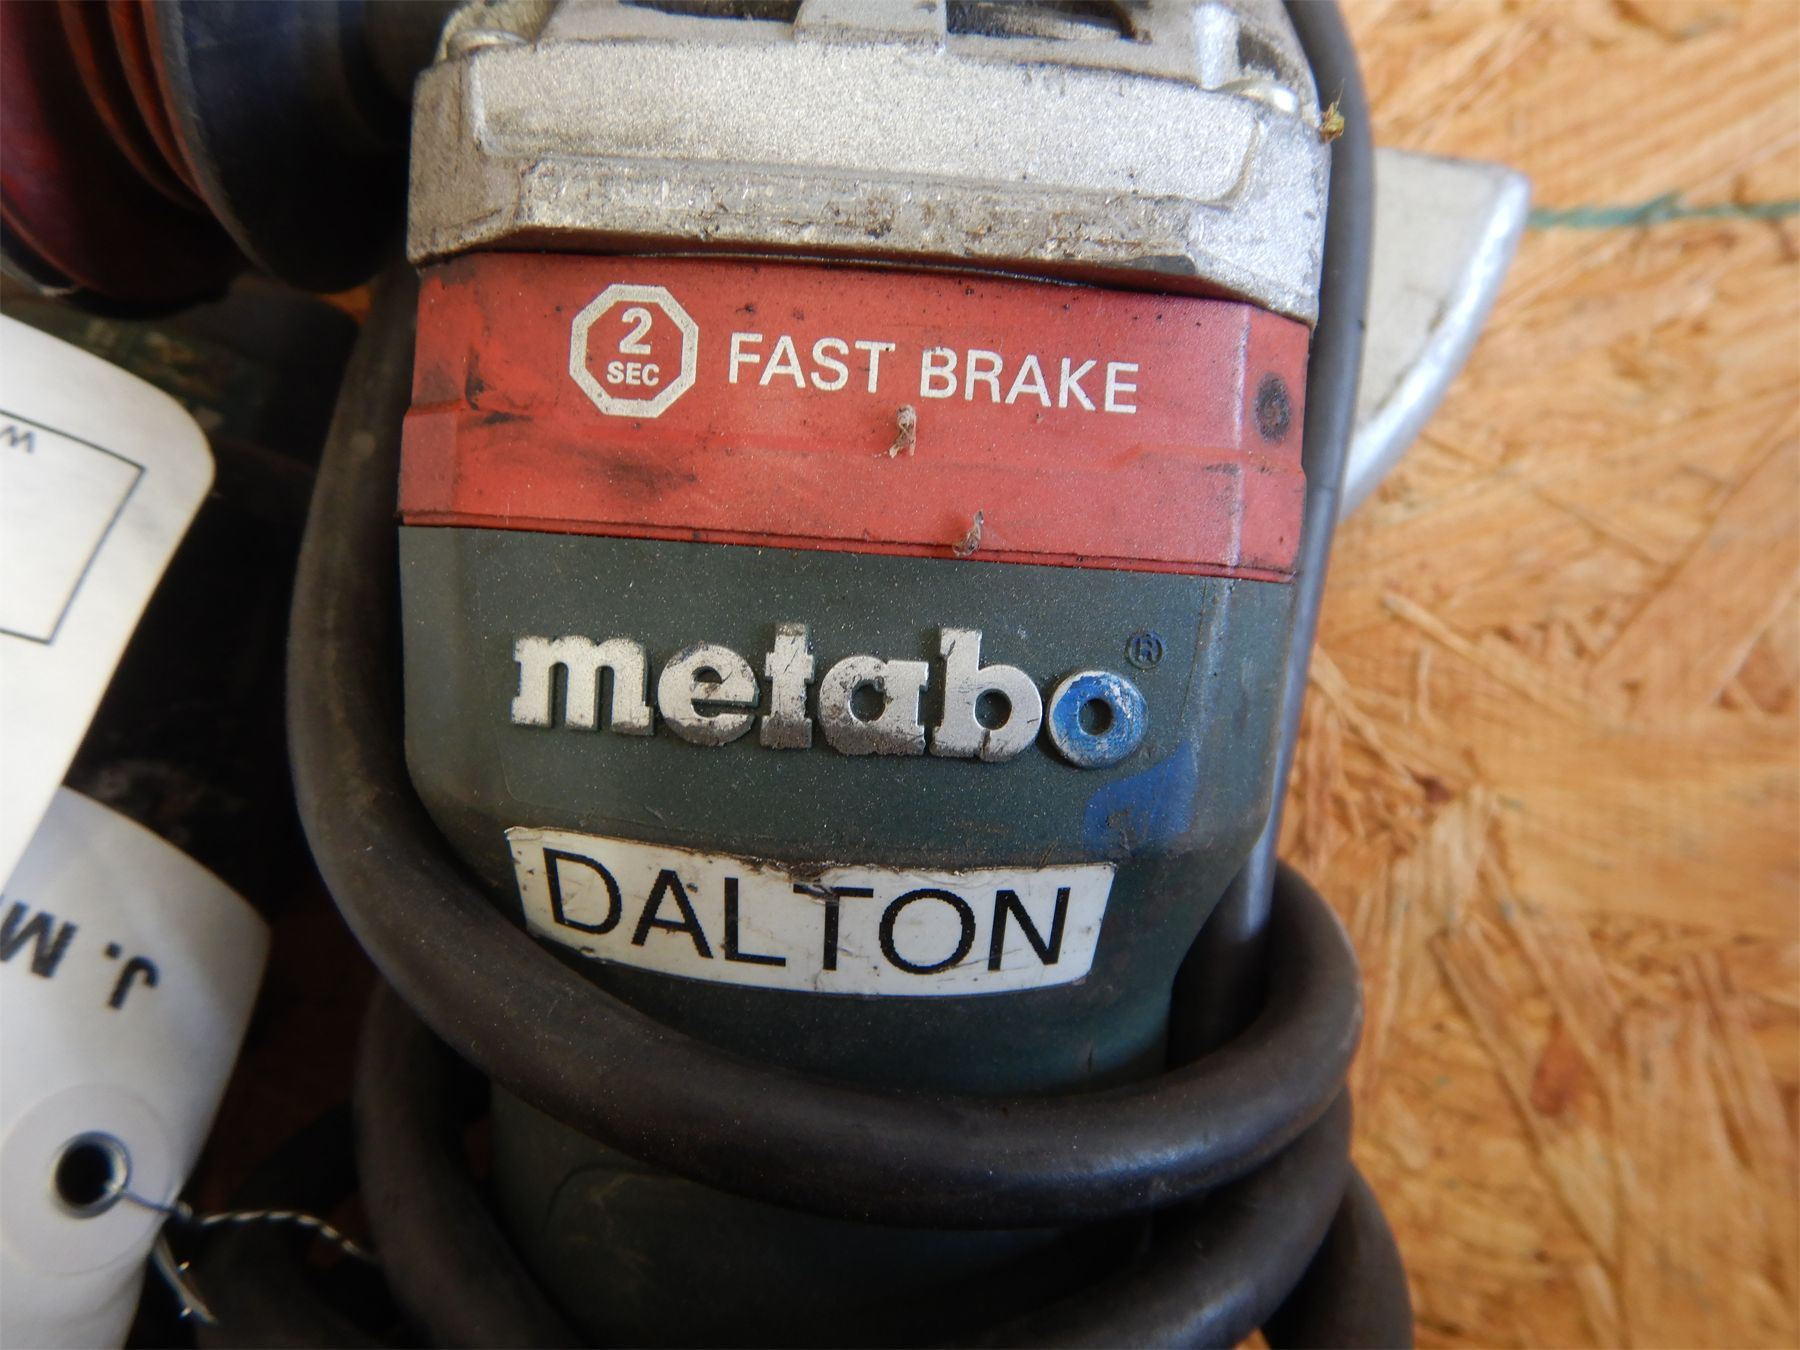 2
SEC
FAST BRAKE
metabo®
DALTON
W
J. M